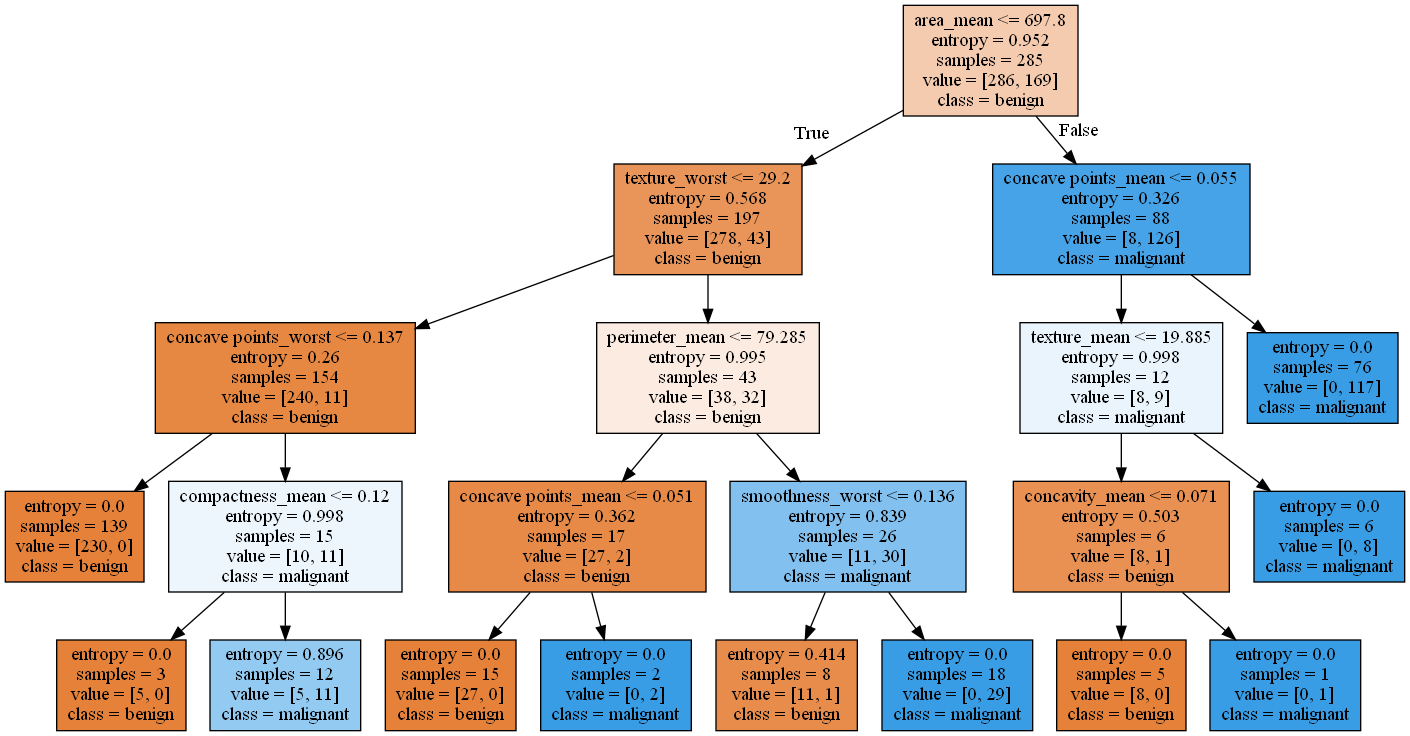 area_mean <= 697.8
entropy = 0.952
samples = 285
value = [286, 169]
class = benign
True
False
texture_worst <= 29.2
entropy = 0.568
samples = 197
value = [278, 43]
class = benign
concave points_mean <= 0.055
entropy = 0.326
samples = 88
value = [8, 126]
class = malignant
concave points_worst <= 0.137
entropy = 0.26
samples = 154
value = [240, 11]
class = benign
perimeter_mean <= 79.285
entropy = 0.995
samples = 43
value = [38, 32]
class = benign
texture_mean <= 19.885
entropy = 0.998
samples = 12
value = [8, 9]
class = malignant
entropy = 0.0
samples = 76
value = [0, 117]
class = malignant
entropy = 0.0
samples = 139
value = [230, 0]
class = benign
compactness_mean <= 0.12
entropy = 0.998
samples = 15
value = [10, 11]
class = malignant
concave points_mean <= 0.051
entropy = 0.362
samples = 17
value = [27, 2]
class = benign
smoothness_worst <= 0.136
entropy = 0.839
samples = 26
value = [11, 30]
class = malignant
concavity_mean <= 0.071
entropy = 0.503
samples = 6
value = [8, 1]
class = benign
entropy = 0.0
samples = 6
value = [0, 8]
class = malignant
entropy = 0.0
samples = 3
value = [5, 0]
class = benign
entropy = 0.896
samples = 12
value = [5, 11]
class = malignant
entropy = 0.0
samples = 15
value = [27, 0]
class = benign
entropy = 0.0
samples = 2
value = [0, 2]
class = malignant
entropy = 0.414
samples = 8
value = [11, 1]
class = benign
entropy = 0.0
samples = 18
value = [0, 29]
class = malignant
entropy = 0.0
samples = 5
value = [8, 0]
class = benign
entropy = 0.0
samples = 1
value = [0, 1]
class = malignant